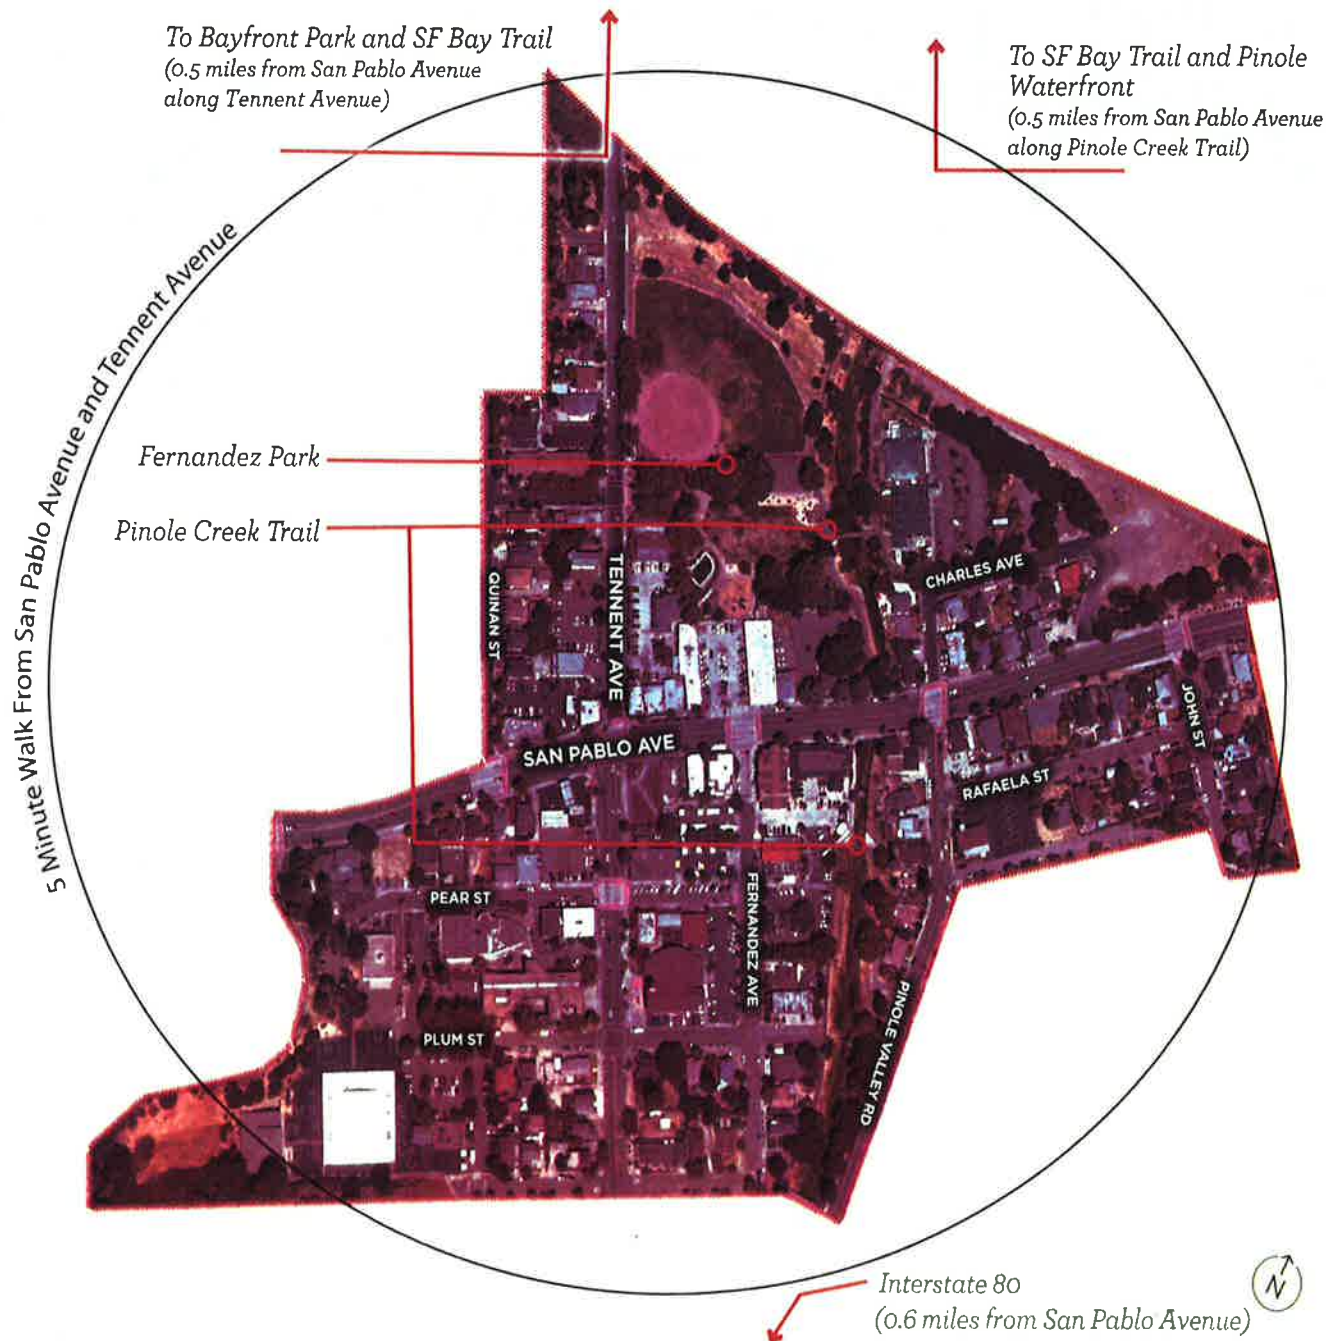 To Bayfront Park and SF Bay Trail
(0.5 miles from San Pablo Avenue
along Tennent Avenue)
To SF Bay Trail and Pinole
Waterfront
(0.5 miles from San Pablo Avenue
along Pinole Creek Trail)
5 Minute Walk From San Pablo Avenue and Tennent Avenue
Fernandez Park
Pinole Creek Trail
QUINAN ST
TENNENT AVE
CHARLES AVE
SAN PABLO AVE
JOHN ST
RAFAELA ST
PEAR ST
FERNANDEZ AVE
PINOLE VALLEY RD
PLUM ST
Interstate 80
(0.6 miles from San Pablo Avenue)
N